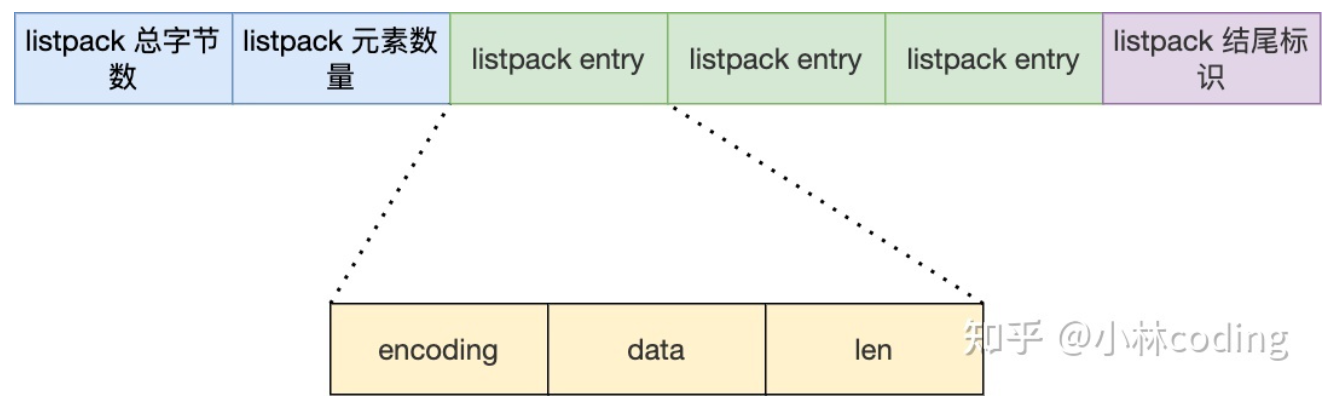 listpack 总字节
数
listpack 元素数
量
listpack entry
listpack entry
listpack entry
listpack 结尾标
识
encoding
data
len
知乎 @小林coding